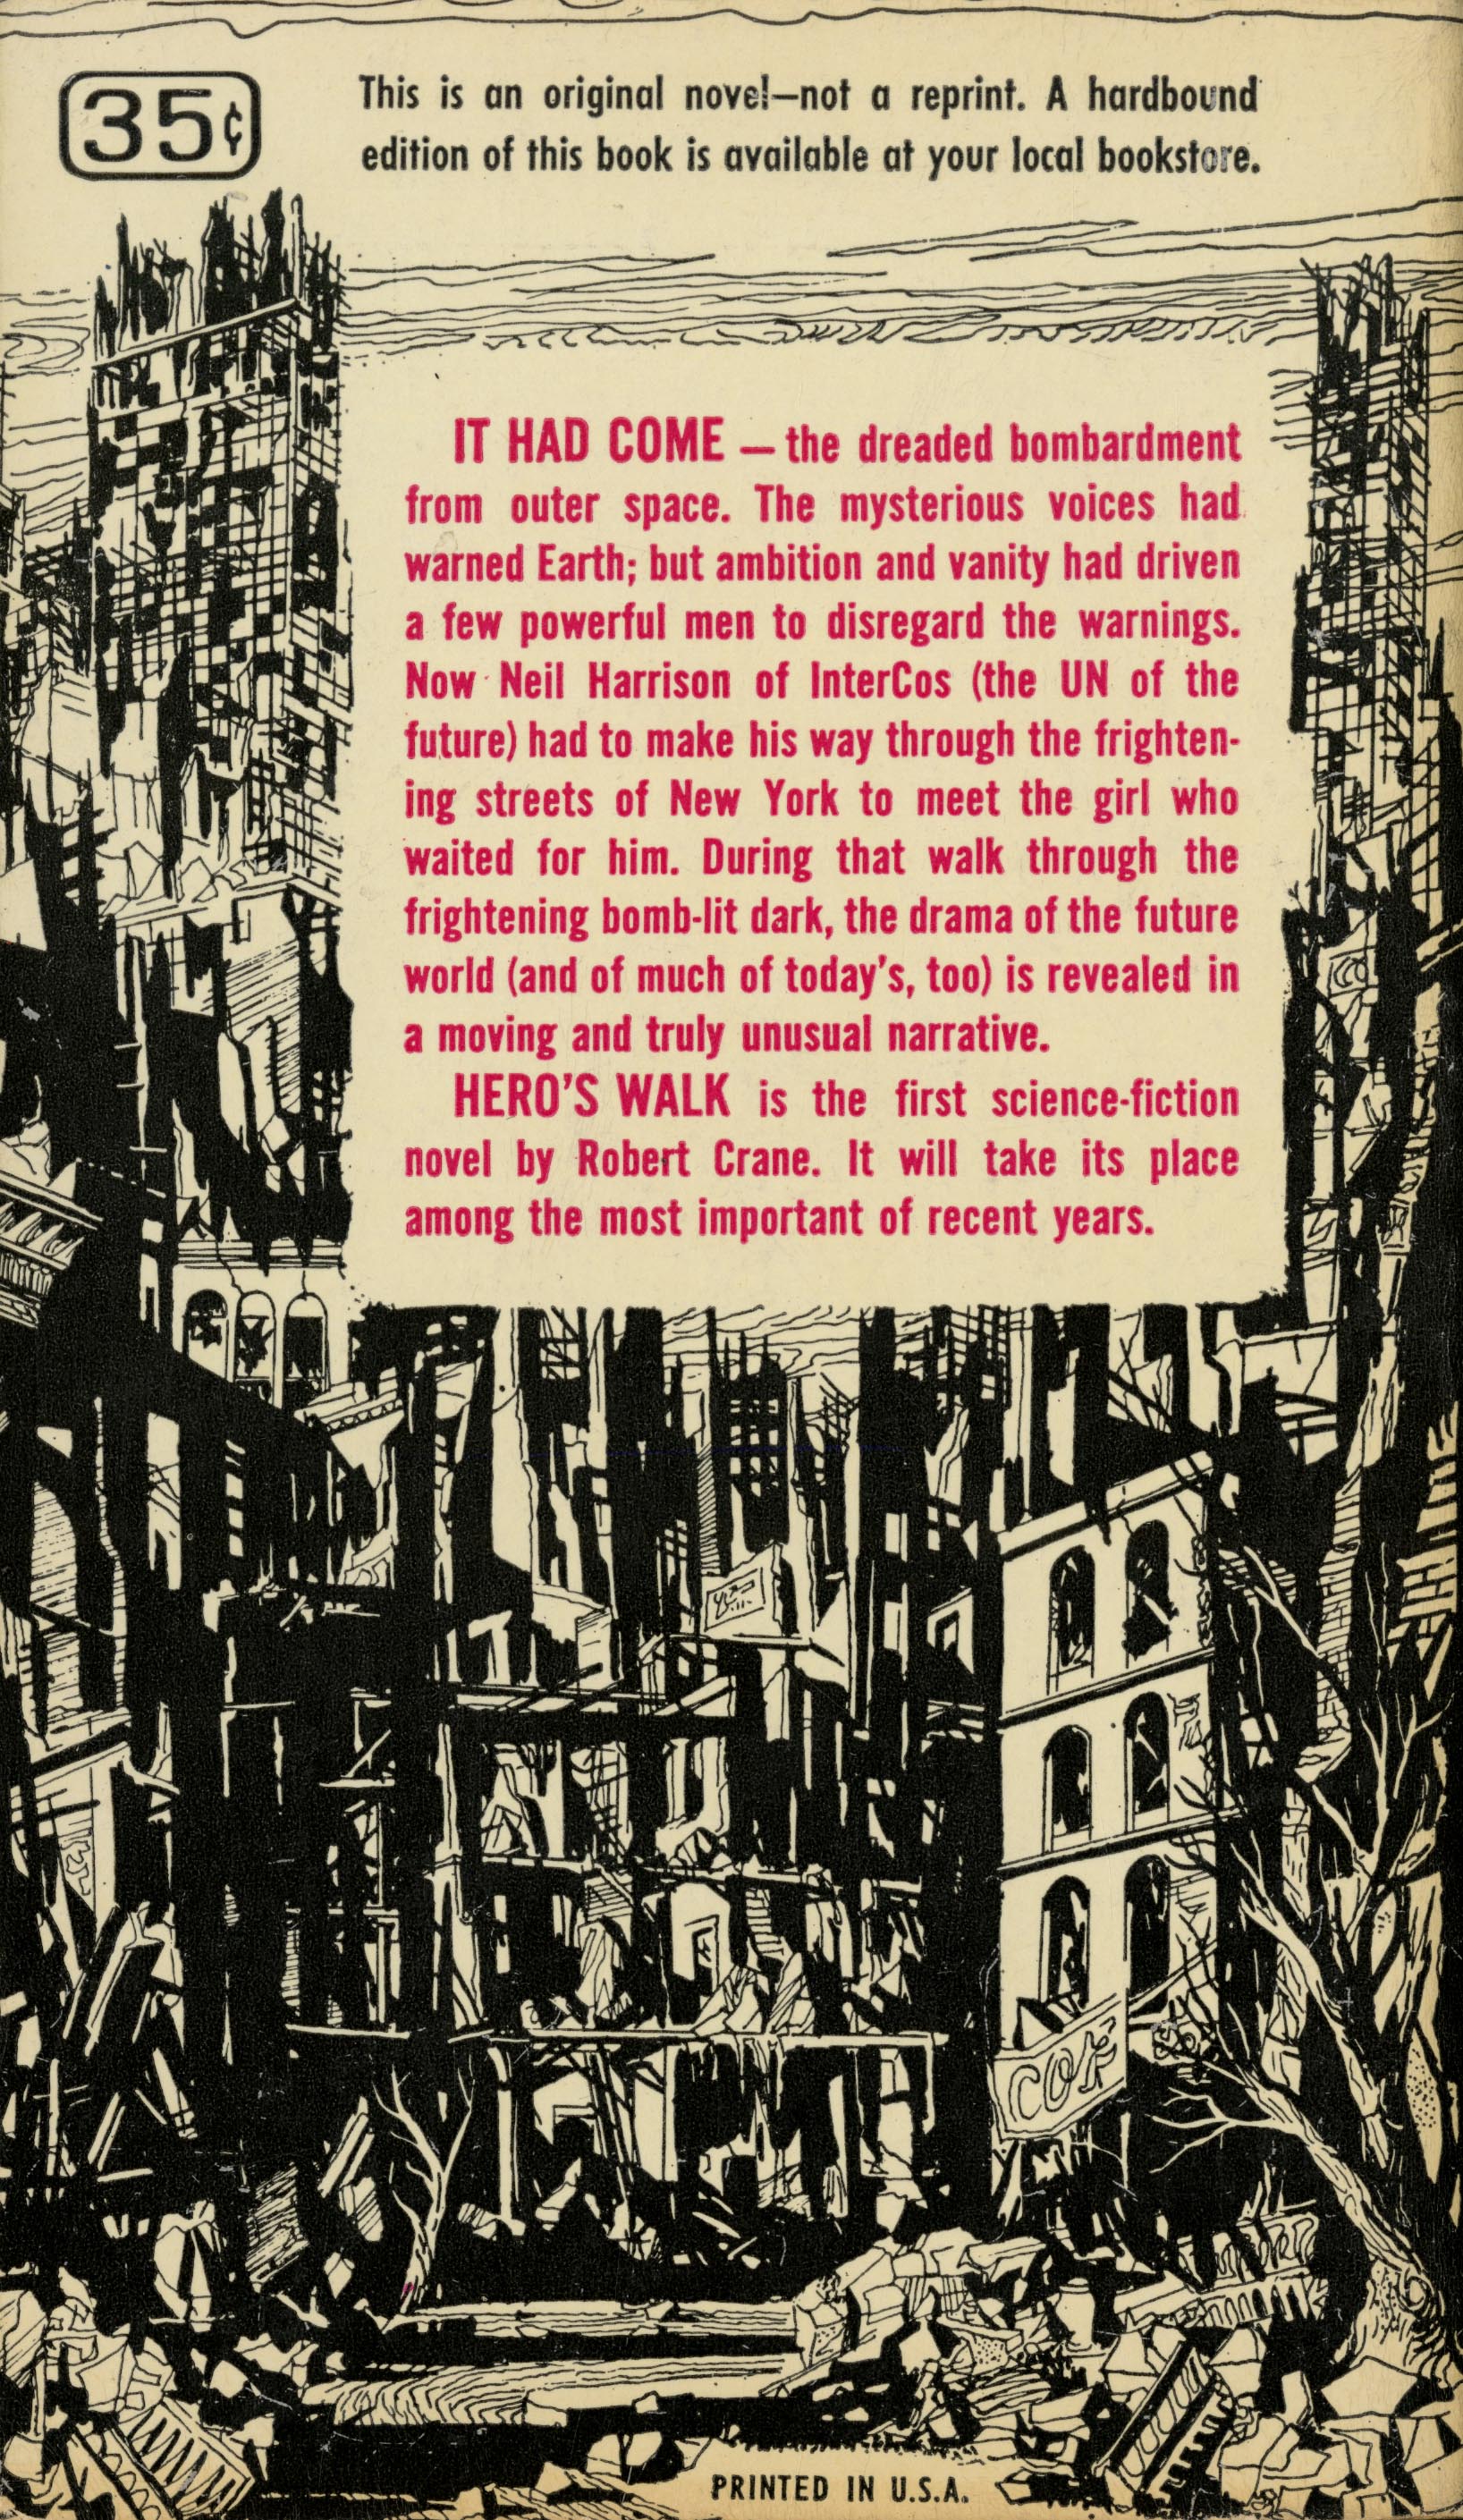 35¢
This is an original novel—not a reprint. A hardbound
edition of this book is available at your local bookstore.
IT HAD COME — the dreaded bombardment
from outer space. The mysterious voices had
warned Earth; but ambition and vanity had driven
a few powerful men to disregard the warnings.
Now Neil Harrison of InterCos (the UN of the
future) had to make his way through the frighten-
ing streets of New York to meet the girl who
waited for him. During that walk through the
frightening bomb-lit dark, the drama of the future
world (and of much of today's, too) is revealed in
a moving and truly unusual narrative.
HERO'S WALK is the first science-fiction
novel by Robert Crane. It will take its place
among the most important of recent years.
COF
PRINTED IN U.S.A.